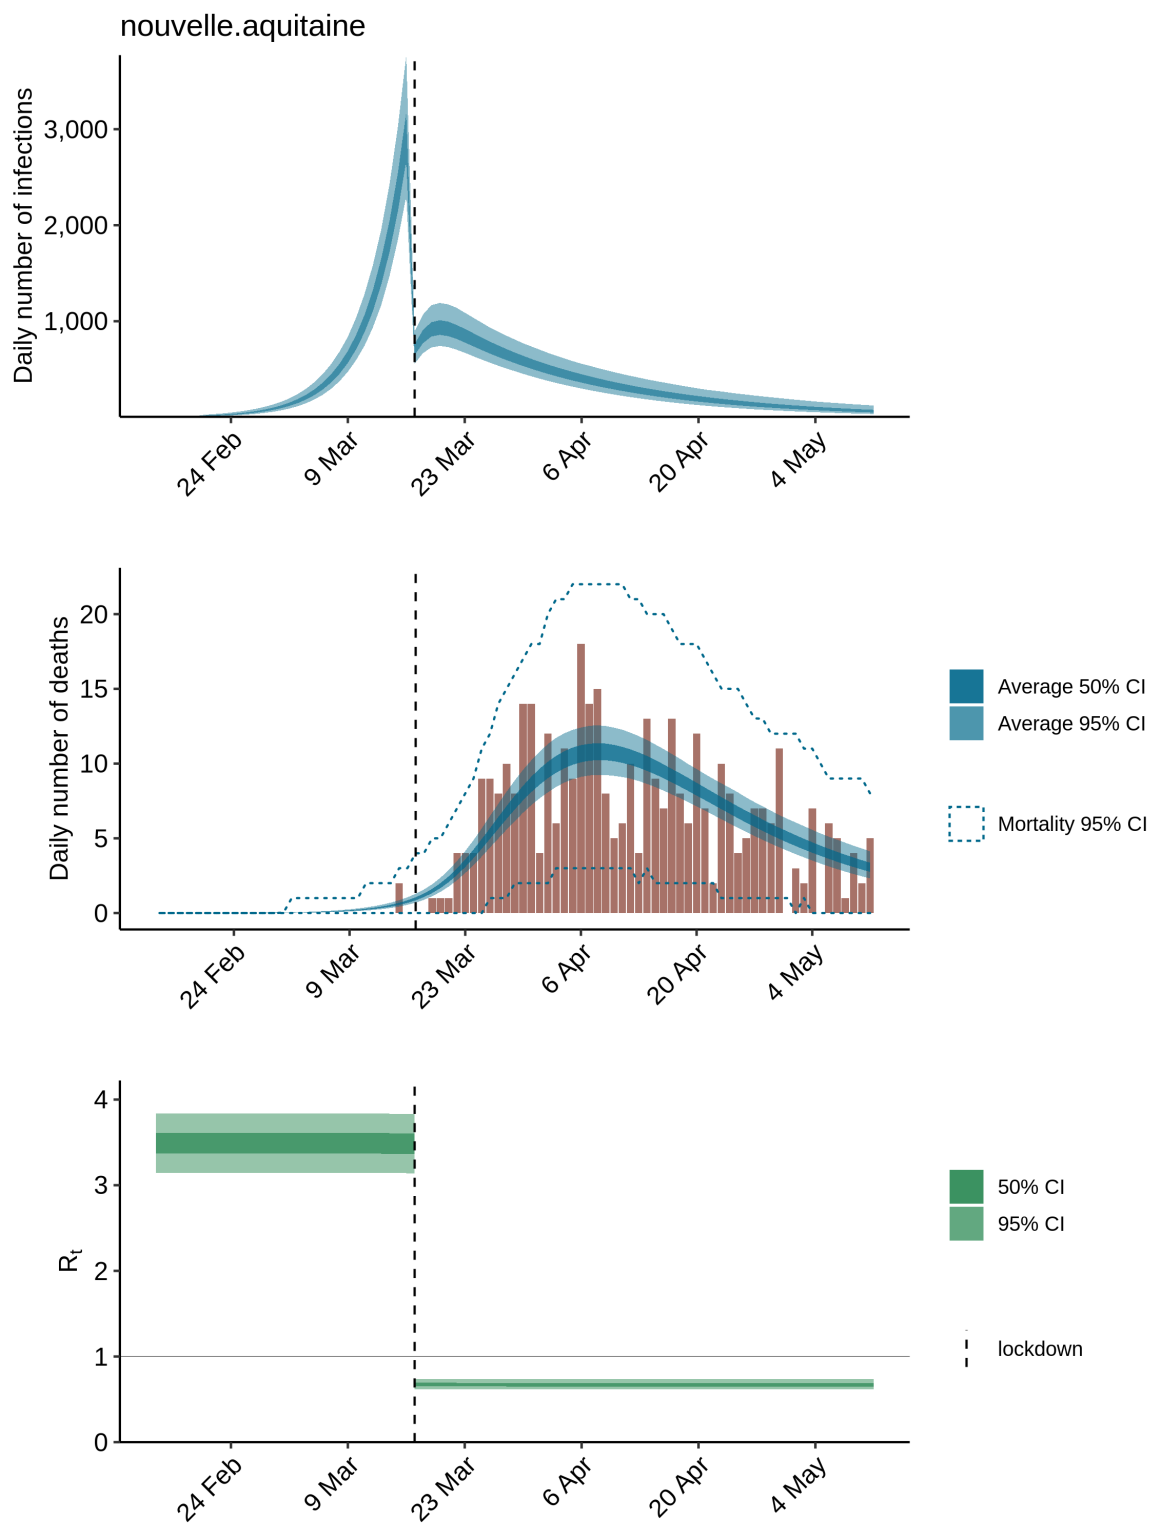 nouvelle.aquitaine
Daily number of infections
3,000
2,000
1,000
24 Feb
9 Mar
23 Mar
6 Apr
20 Apr
4 May
Daily number of deaths
20
15
10
5
0
24 Feb
9 Mar
23 Mar
6 Apr
20 Apr
4 May
Average 50% CI
Average 95% CI
Mortality 95% CI
Rt
4
3
2
1
0
24 Feb
9 Mar
23 Mar
6 Apr
20 Apr
4 May
50% CI
95% CI
lockdown